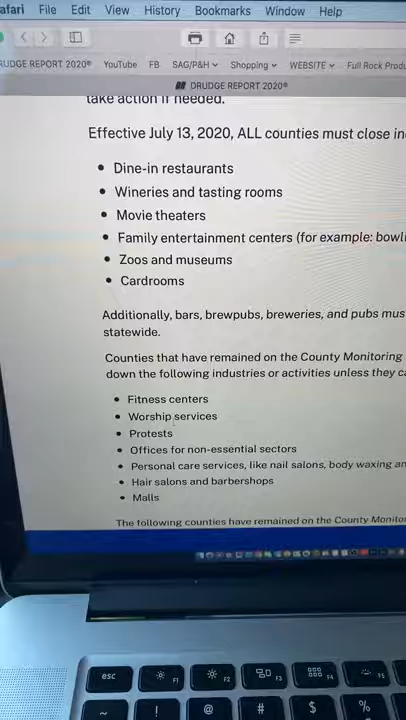 afari File Edit View History Bookmarks Window Help
RUDGE REPORT 2020® YouTube FB SAG/P&H Shopping WEBSITE Full Rock Produ
DRUDGE REPORT 2020®
take action if needed.
Effective July 13, 2020, ALL counties must close in
• Dine-in restaurants
• Wineries and tasting rooms
• Movie theaters
• Family entertainment centers (for example: bowli
• Zoos and museums
• Cardrooms
Additionally, bars, brewpubs, breweries, and pubs mus
statewide.
Counties that have remained on the County Monitoring
down the following industries or activities unless they ca
• Fitness centers
• Worship services
• Protests
• Offices for non-essential sectors
• Personal care services, like nail salons, body waxing an
• Hair salons and barbershops
• Malls
The following counties have remained on the County Monitor
esc F1 F2 F3 F4 F5
~ ! @ # $ %